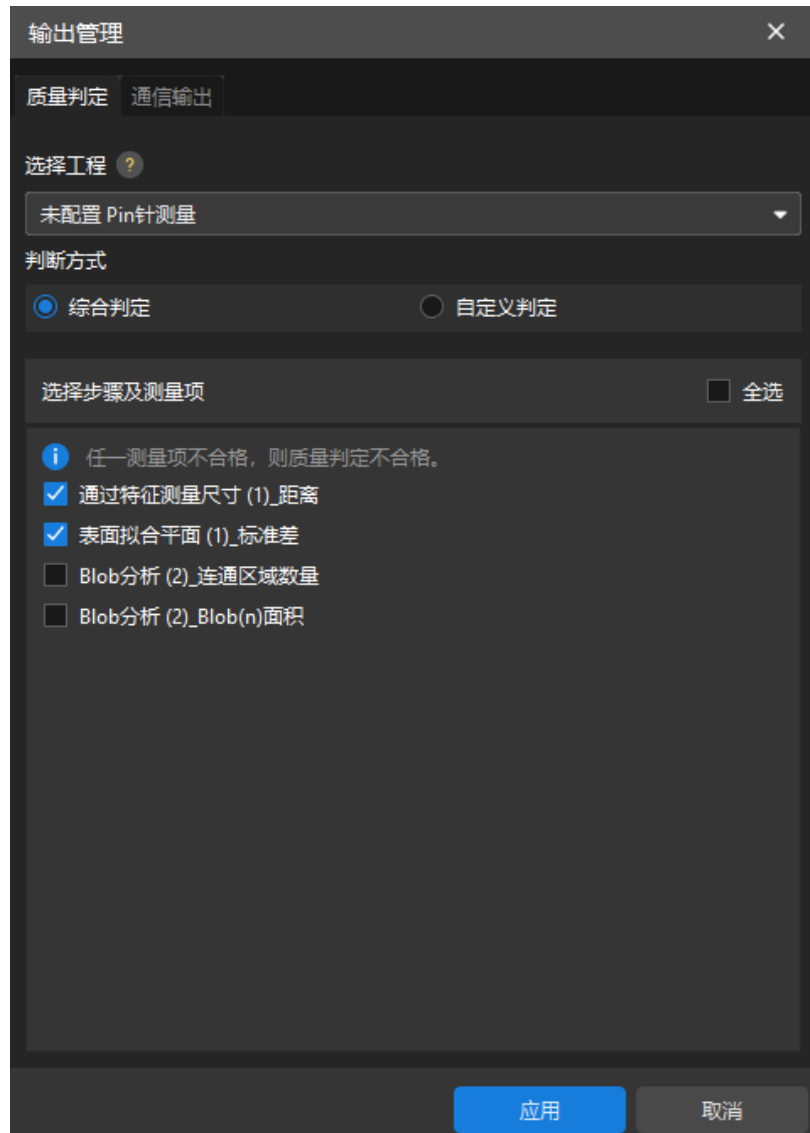 输出管理
质量判定 通信输出
选择工程 ?
未配置 Pin针测量
判断方式
综合判定 自定义判定
选择步骤及测量项 全选
任一测量项不合格，则质量判定不合格。
通过特征测量尺寸 (1)_距离
表面拟合平面 (1)_标准差
Blob分析 (2)_连通区域数量
Blob分析 (2)_Blob(n)面积
应用 取消